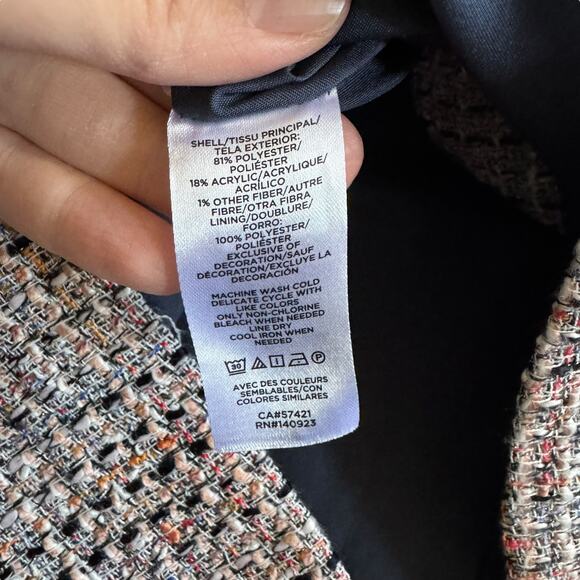 SHELL/TISSU PRINCIPAL/
TELA EXTERIOR:
81% POLYESTER/
POLIÉSTER
18% ACRYLIC/ACRYLIQUE/
ACRÍLICO
1% OTHER FIBER/AUTRE
FIBRE/OTRA FIBRA
LINING/DOUBLURE/
FORRO:
100% POLYESTER/
POLIÉSTER
EXCLUSIVE OF
DECORATION/SAUF
DÉCORATION/EXCLUYE LA
DECORACIÓN
MACHINE WASH COLD
DELICATE CYCLE WITH
LIKE COLORS
ONLY NON-CHLORINE
BLEACH WHEN NEEDED
LINE DRY
COOL IRON WHEN
NEEDED
30 P
AVEC DES COULEURS
SEMBLABLES/CON
COLORES SIMILARES
CA#57421
RN#140923